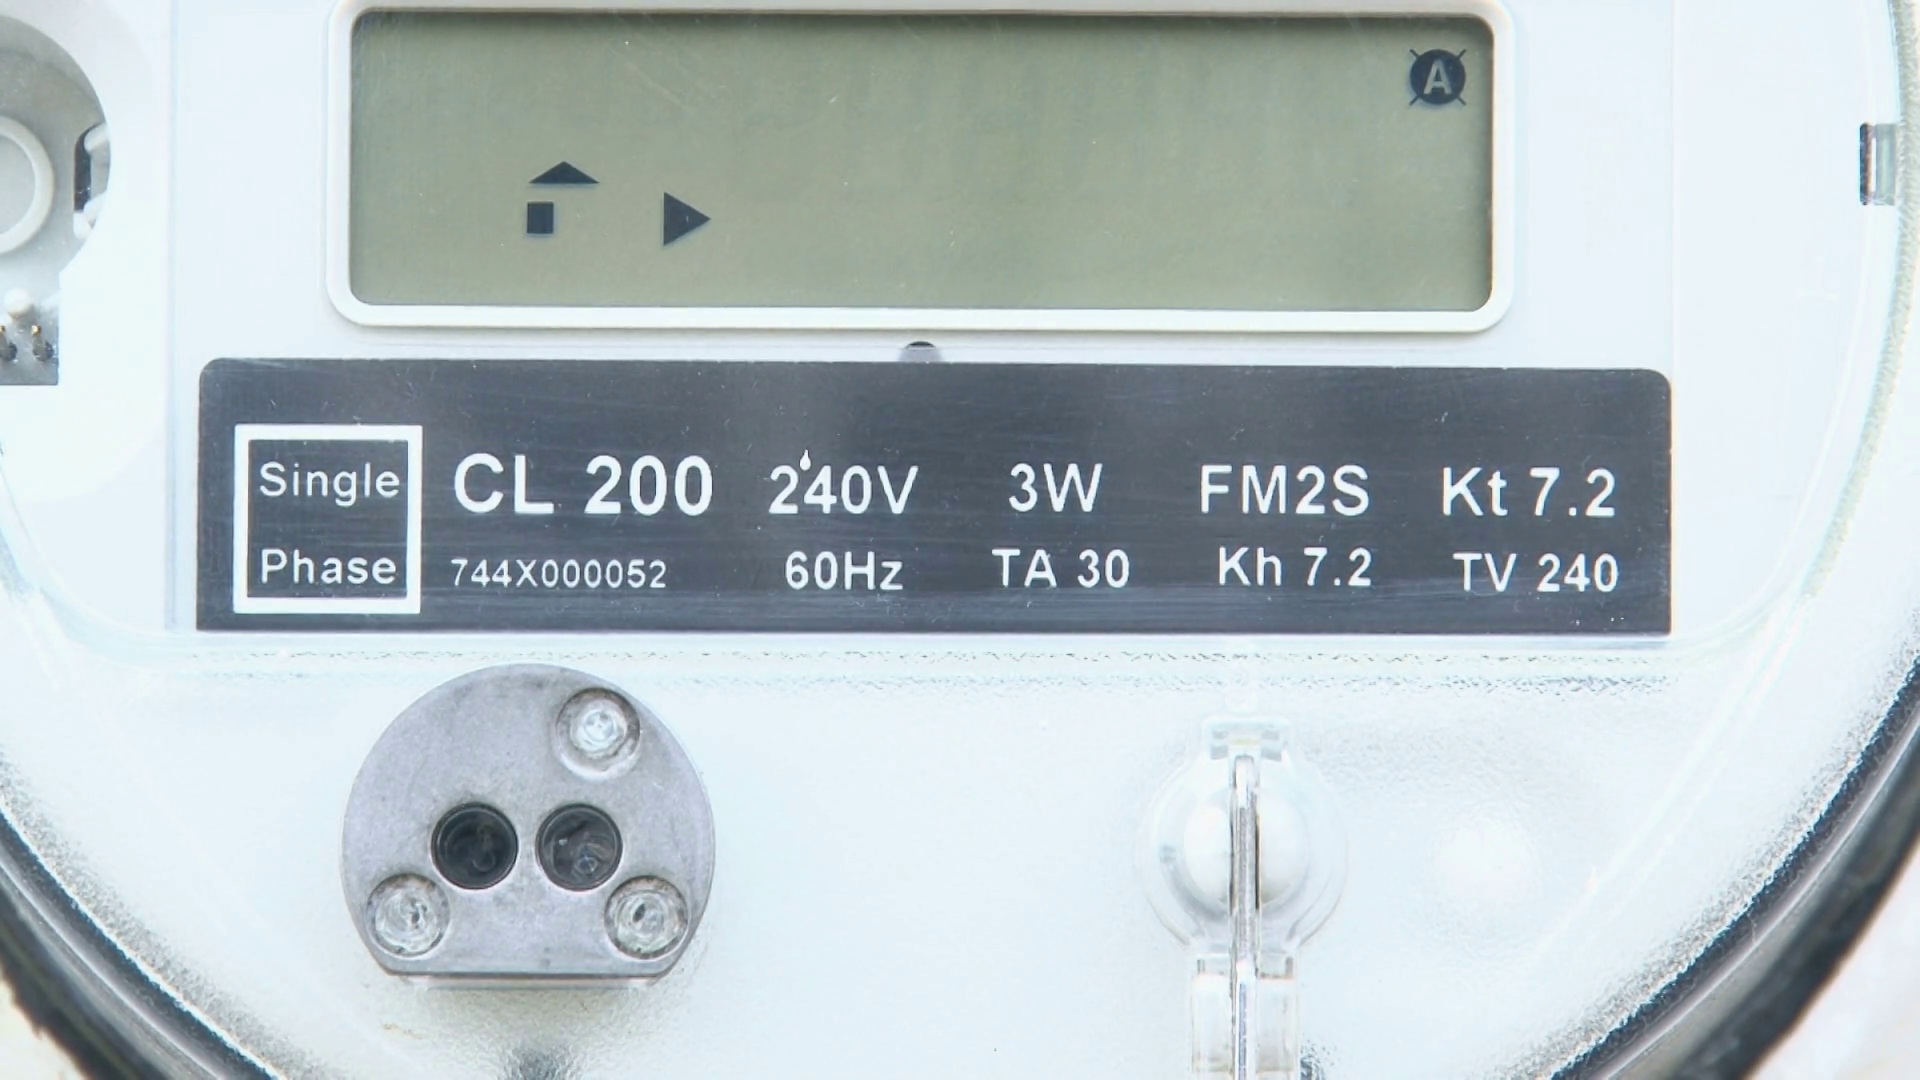 A
Single Phase
CL 200 240V 3W FM2S Kt 7.2
744X000052 60Hz TA 30 Kh 7.2 TV 240